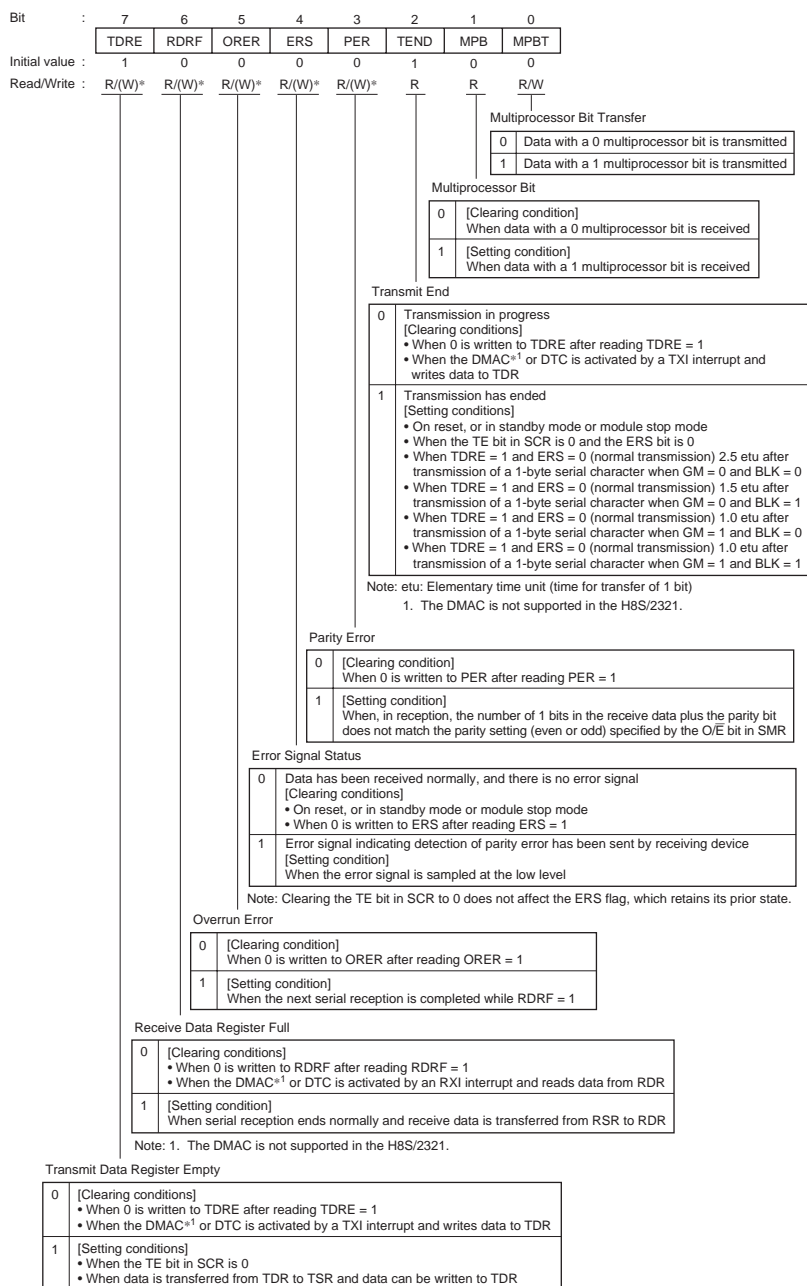 Bit : 7 6 5 4 3 2 1 0
TDRE RDRF ORER ERS PER TEND MPB MPBT
Initial value : 1 0 0 0 0 1 0 0
Read/Write : R/(W)* R/(W)* R/(W)* R/(W)* R/(W)* R R R/W
Multiprocessor Bit Transfer
0 Data with a 0 multiprocessor bit is transmitted
1 Data with a 1 multiprocessor bit is transmitted
Multiprocessor Bit
0 [Clearing condition]
When data with a 0 multiprocessor bit is received
1 [Setting condition]
When data with a 1 multiprocessor bit is received
Transmit End
0 Transmission in progress
[Clearing conditions]
• When 0 is written to TDRE after reading TDRE = 1
• When the DMAC*1 or DTC is activated by a TXI interrupt and
writes data to TDR
1 Transmission has ended
[Setting conditions]
• On reset, or in standby mode or module stop mode
• When the TE bit in SCR is 0 and the ERS bit is 0
• When TDRE = 1 and ERS = 0 (normal transmission) 2.5 etu after
transmission of a 1-byte serial character when GM = 0 and BLK = 0
• When TDRE = 1 and ERS = 0 (normal transmission) 1.5 etu after
transmission of a 1-byte serial character when GM = 0 and BLK = 1
• When TDRE = 1 and ERS = 0 (normal transmission) 1.0 etu after
transmission of a 1-byte serial character when GM = 1 and BLK = 0
• When TDRE = 1 and ERS = 0 (normal transmission) 1.0 etu after
transmission of a 1-byte serial character when GM = 1 and BLK = 1
Note: etu: Elementary time unit (time for transfer of 1 bit)
1. The DMAC is not supported in the H8S/2321.
Parity Error
0 [Clearing condition]
When 0 is written to PER after reading PER = 1
1 [Setting condition]
When, in reception, the number of 1 bits in the receive data plus the parity bit
does not match the parity setting (even or odd) specified by the O/E̅ bit in SMR
Error Signal Status
0 Data has been received normally, and there is no error signal
[Clearing conditions]
• On reset, or in standby mode or module stop mode
• When 0 is written to ERS after reading ERS = 1
1 Error signal indicating detection of parity error has been sent by receiving device
[Setting condition]
When the error signal is sampled at the low level
Note: Clearing the TE bit in SCR to 0 does not affect the ERS flag, which retains its prior state.
Overrun Error
0 [Clearing condition]
When 0 is written to ORER after reading ORER = 1
1 [Setting condition]
When the next serial reception is completed while RDRF = 1
Receive Data Register Full
0 [Clearing conditions]
• When 0 is written to RDRF after reading RDRF = 1
• When the DMAC*1 or DTC is activated by an RXI interrupt and reads data from RDR
1 [Setting condition]
When serial reception ends normally and receive data is transferred from RSR to RDR
Note: 1. The DMAC is not supported in the H8S/2321.
Transmit Data Register Empty
0 [Clearing conditions]
• When 0 is written to TDRE after reading TDRE = 1
• When the DMAC*1 or DTC is activated by a TXI interrupt and writes data to TDR
1 [Setting conditions]
• When the TE bit in SCR is 0
• When data is transferred from TDR to TSR and data can be written to TDR